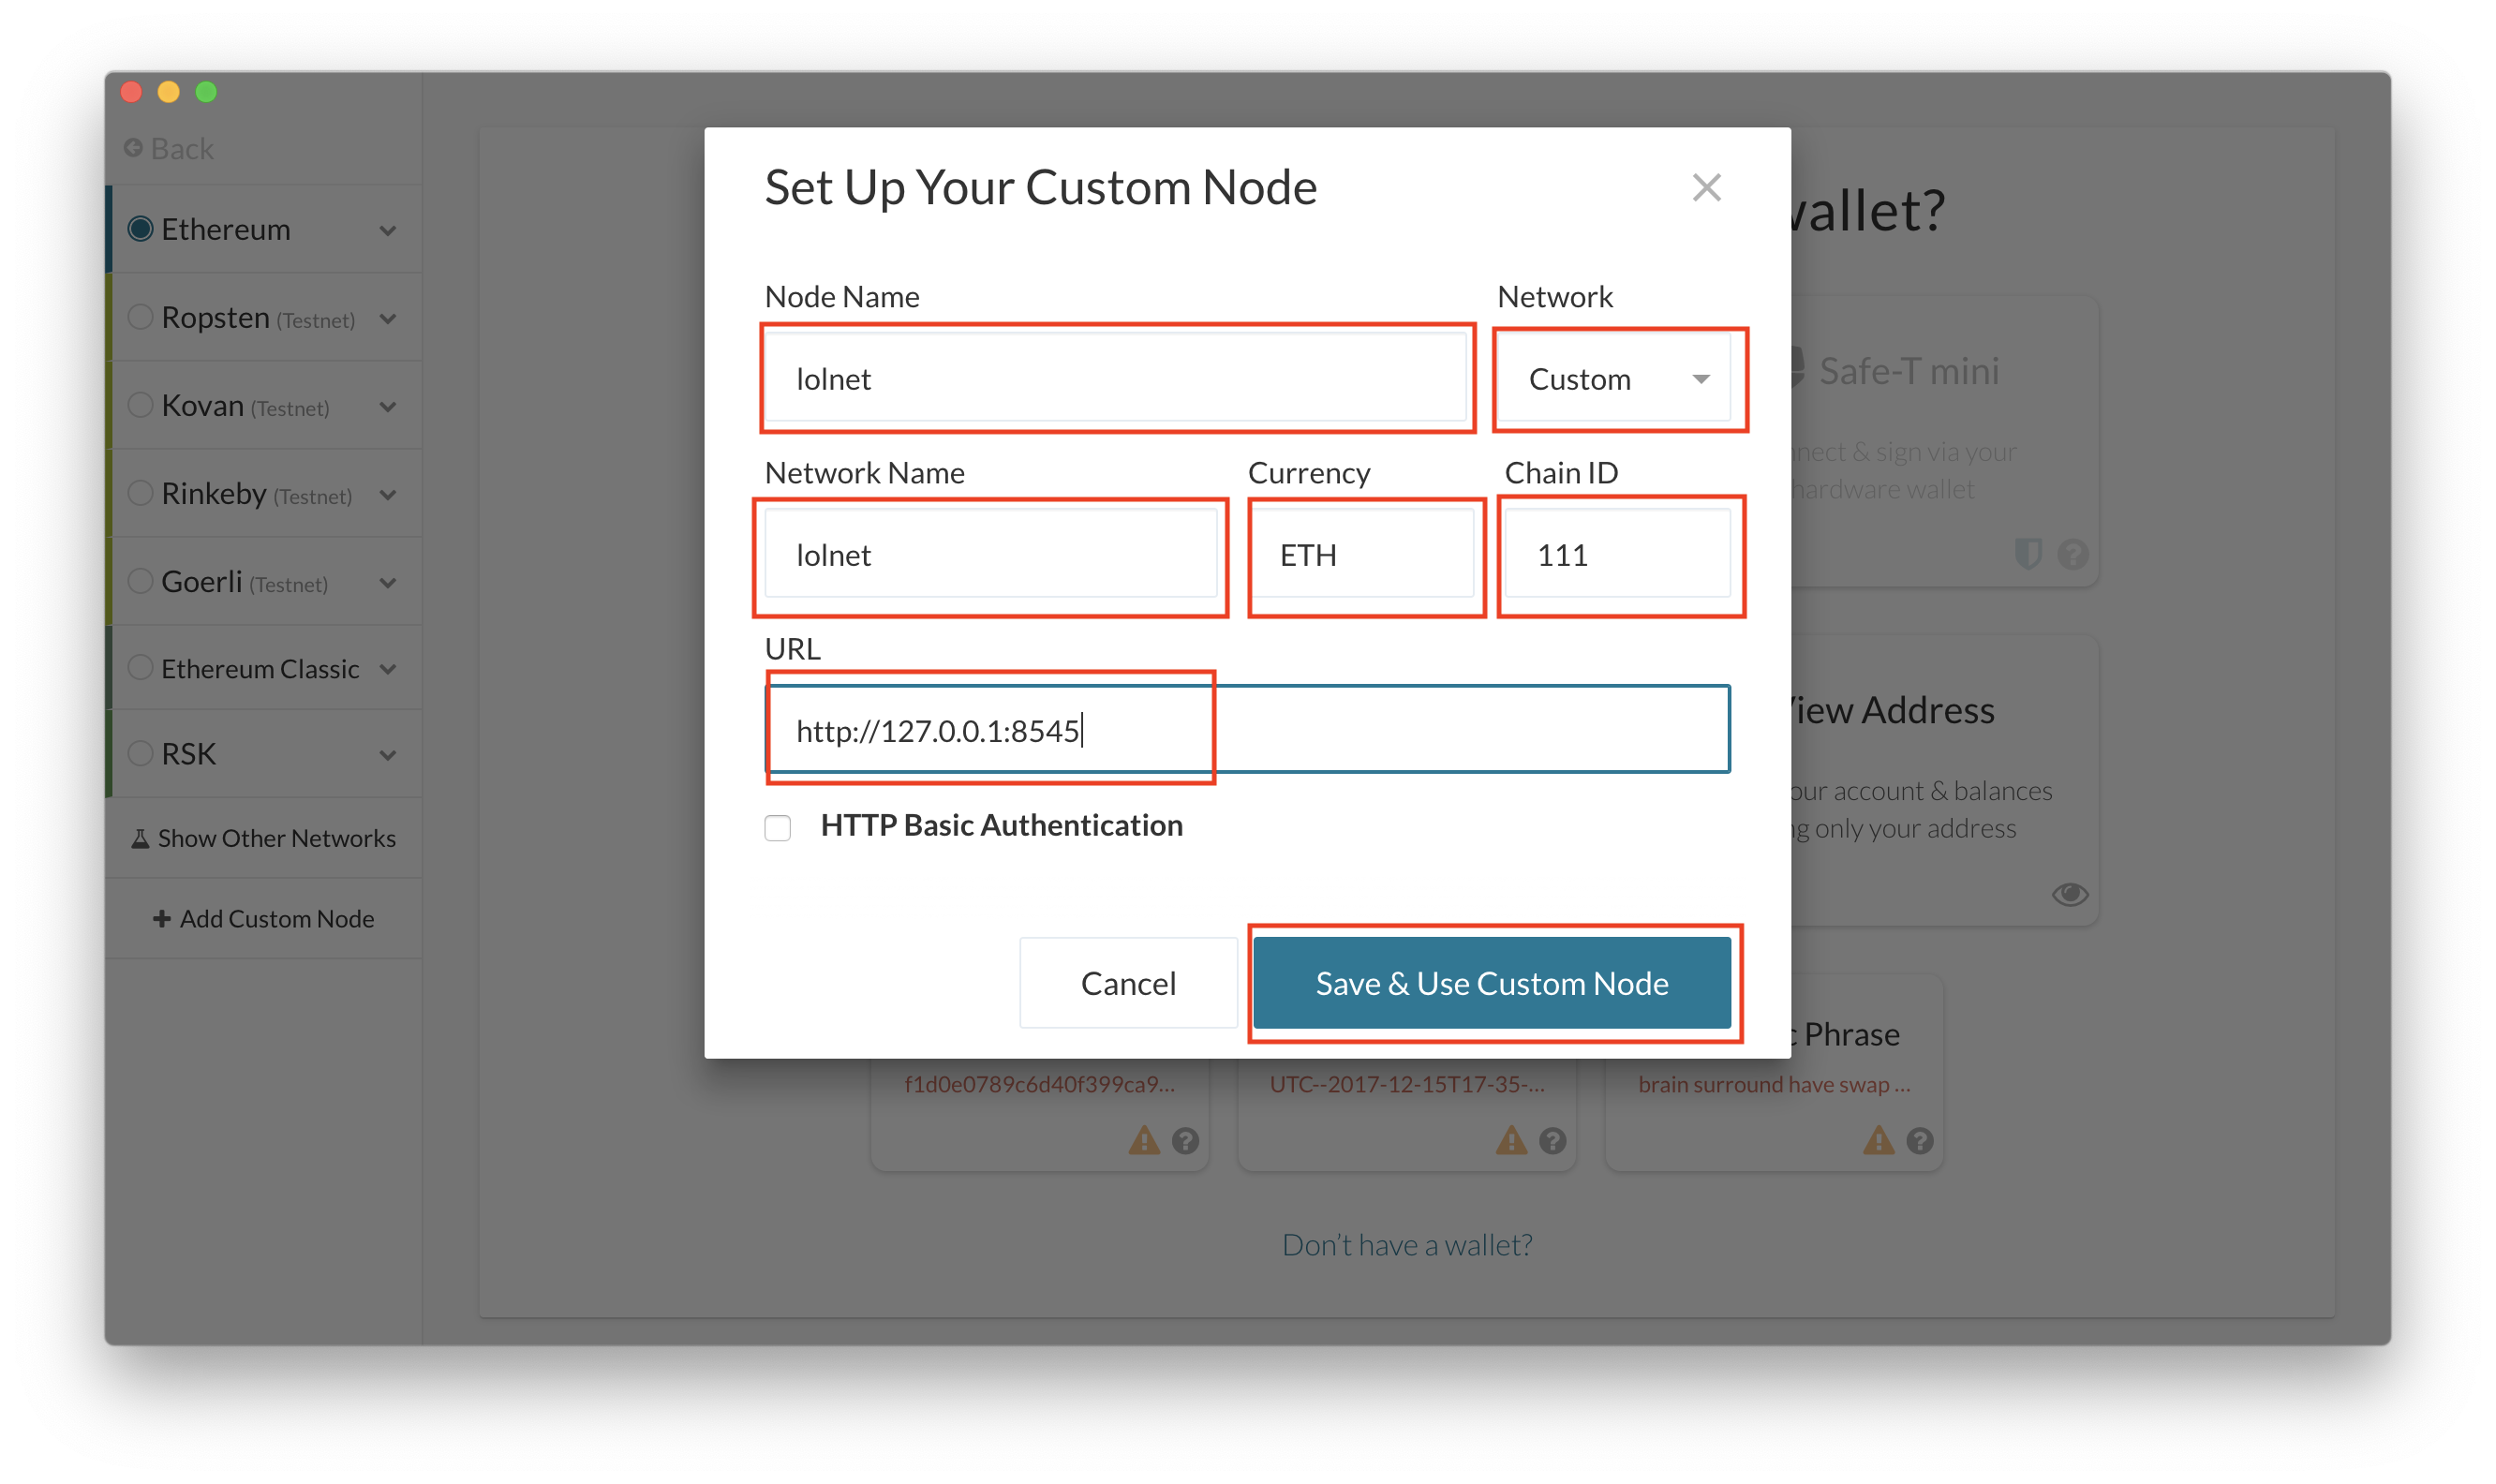 Back
Ethereum
Ropsten (Testnet)
Kovan (Testnet)
Rinkeby (Testnet)
Goerli (Testnet)
Ethereum Classic
RSK
Show Other Networks
+ Add Custom Node
Set Up Your Custom Node
Node Name Network
lolnet Custom
Network Name Currency Chain ID
lolnet ETH 111
URL
http://127.0.0.1:8545
HTTP Basic Authentication
Cancel Save & Use Custom Node
Safe-T mini
& sign via your
hardware wallet
Address
account & balances
only your address
Phrase
f1d0e0789c6d40f399ca9...
UTC--2017-12-15T17-35-...
brain surround have swap ...
Don't have a wallet?